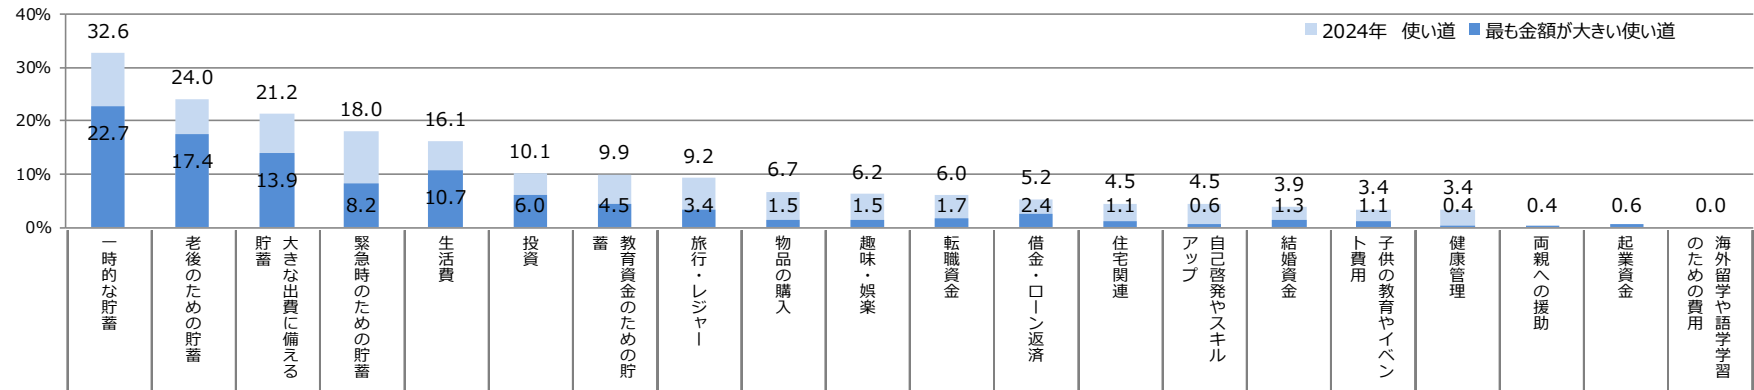 40%
30%
20%
10%
0%
2024年 使い道
最も金額が大きい使い道
32.6
24.0
21.2
18.0
16.1
10.1
9.9
9.2
6.7
6.2
6.0
5.2
4.5
4.5
3.9
3.4
3.4
22.7
17.4
13.9
8.2
10.7
6.0
4.5
3.4
1.5
1.5
1.7
2.4
1.1
0.6
1.3
1.1
0.4
0.4
0.6
0.0
一時的な貯蓄
老後のための貯蓄
大きな出費に備える
貯蓄
緊急時のための貯蓄
生活費
投資
教育資金のための貯
蓄
旅行・レジャー
物品の購入
趣味・娯楽
転職資金
借金・ローン返済
住宅関連
自己啓発やスキル
アップ
結婚資金
子供の教育やイベン
ト費用
健康管理
両親への援助
起業資金
海外留学や語学学習
のための費用